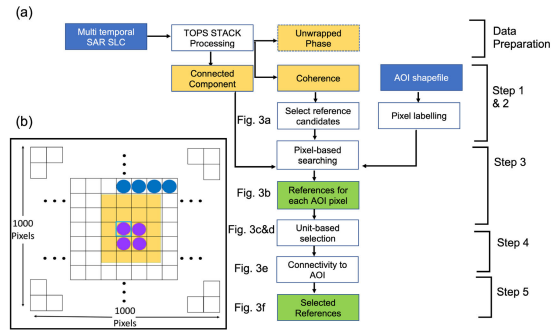 (a)
Multi temporal
SAR SLC
TOPS STACK
Processing
Unwrapped
Phase
Data
Preparation
Connected
Component
Coherence
AOI shapefile
Step 1
& 2
Fig. 3a
Select reference
candidates
Pixel labelling
(b)
Pixel-based
searching
Step 3
Fig. 3b
References for
each AOI pixel
1000
Pixels
Fig. 3c&d
Unit-based
selection
Step 4
Fig. 3e
Connectivity to
AOI
1000
Pixels
Fig. 3f
Selected
References
Step 5